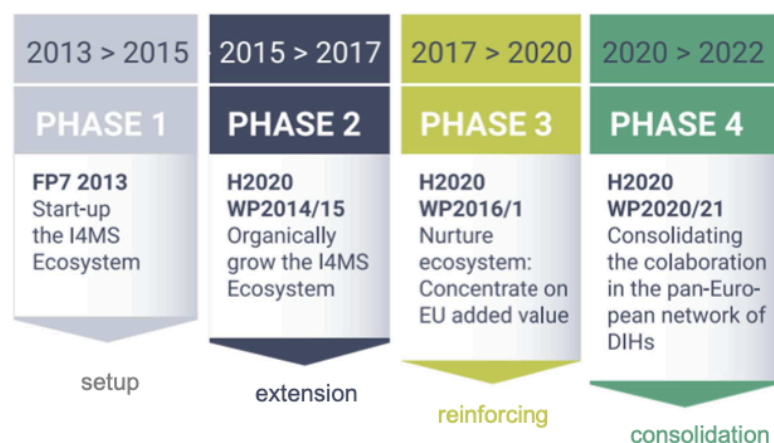 2013 > 2015
PHASE 1
FP7 2013
Start-up
the I4MS
Ecosystem
setup
2015 > 2017
PHASE 2
H2020
WP2014/15
Organically
grow the I4MS
Ecosystem
extension
2017 > 2020
PHASE 3
H2020
WP2016/1
Nurture
ecosystem:
Concentrate on
EU added value
reinforcing
2020 > 2022
PHASE 4
H2020
WP2020/21
Consolidating
the colaboration
in the pan-Euro-
pean network of
DIHs
consolidation